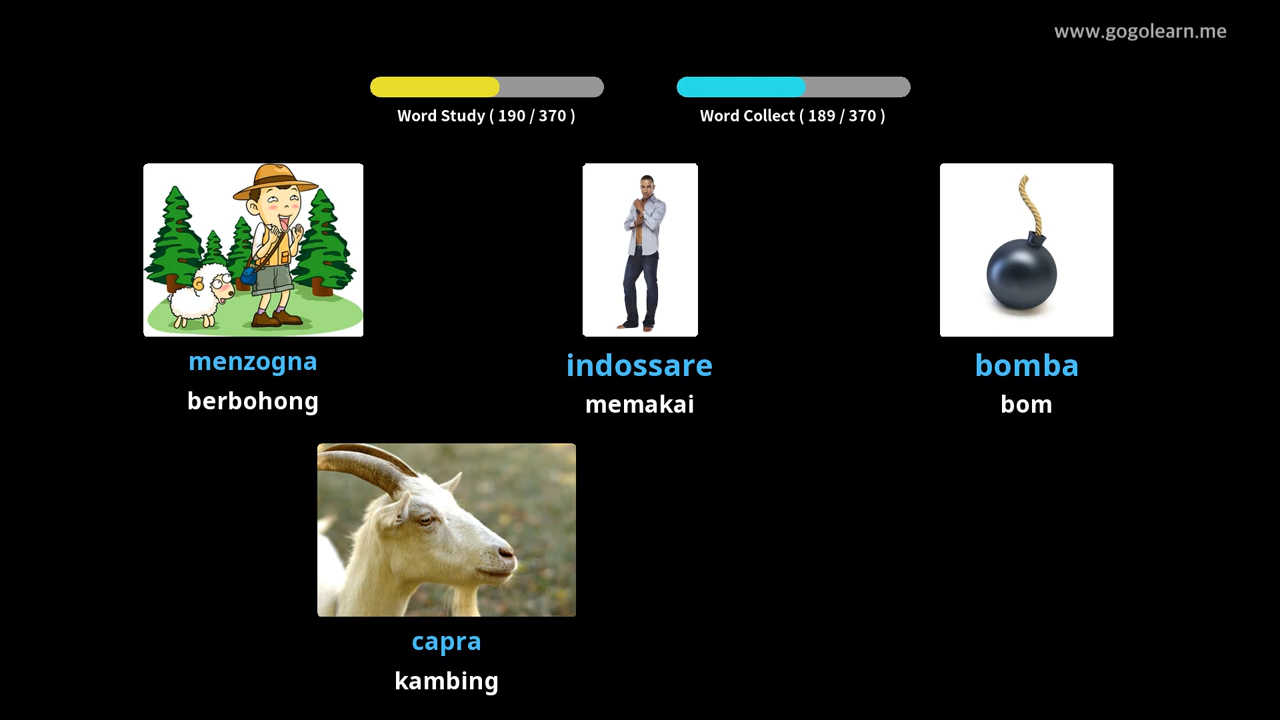 www.gogolearn.me
Word Study ( 190 / 370 )
Word Collect ( 189 / 370 )
menzogna
berbohong
indossare
memakai
bomba
bom
capra
kambing